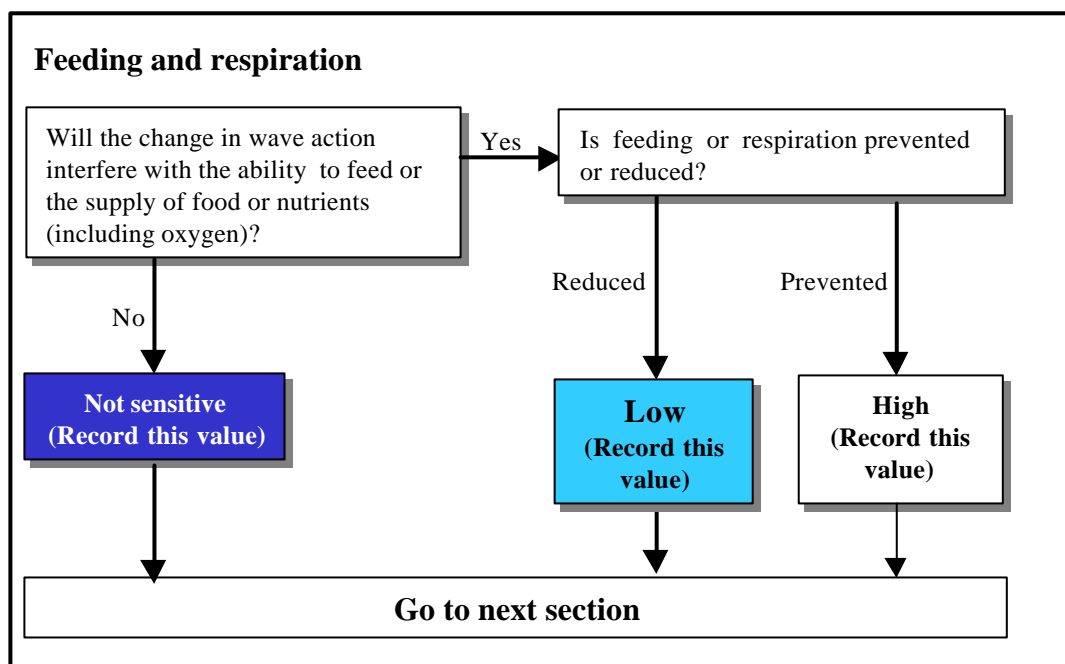 Feeding and respiration
Will the change in wave action
interfere with the ability to feed or
the supply of food or nutrients
(including oxygen)?
Yes
Is feeding or respiration prevented
or reduced?
No
Reduced
Prevented
Not sensitive
(Record this value)
Low
(Record this
value)
High
(Record this
value)
Go to next section